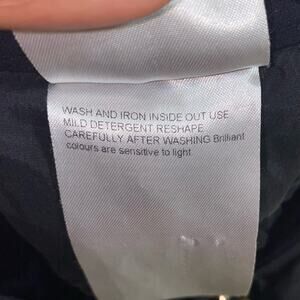 WASH AND IRON INSIDE OUT USE
MILD DETERGENT RESHAPE
CAREFULLY AFTER WASHING Brilliant
colours are sensitive to light